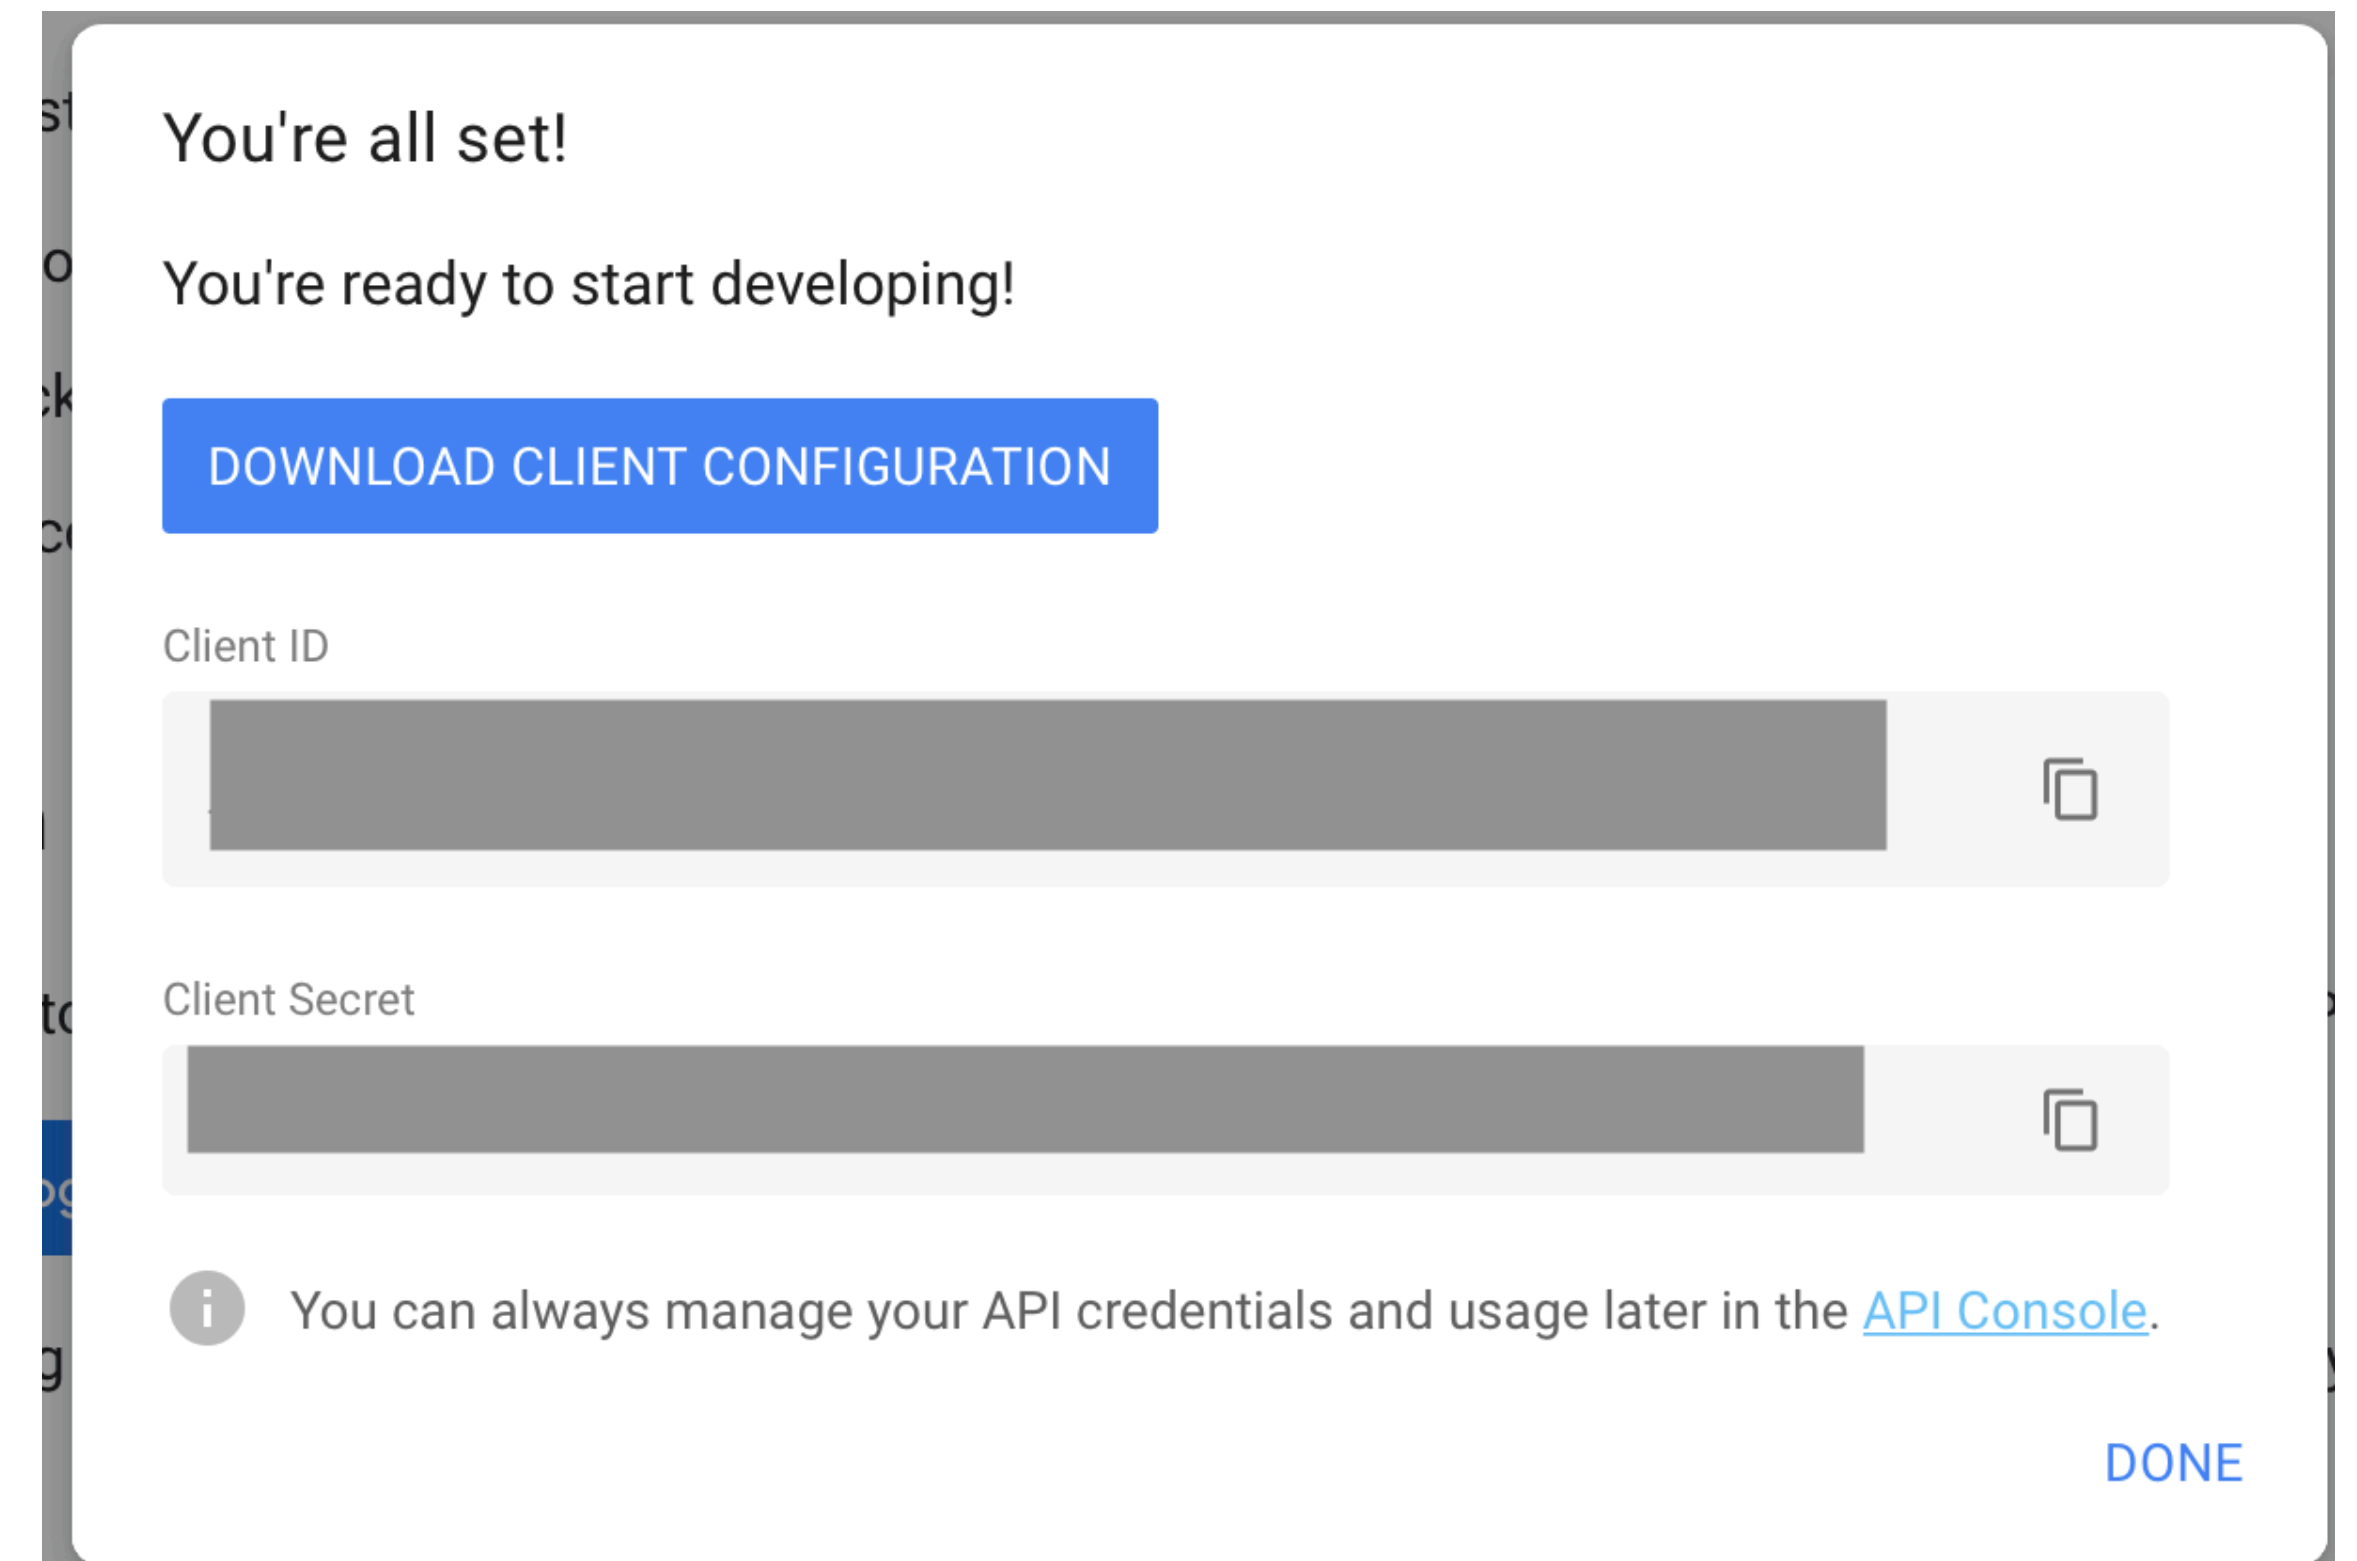 You're all set!
You're ready to start developing!
DOWNLOAD CLIENT CONFIGURATION
Client ID
Client Secret
You can always manage your API credentials and usage later in the API Console.
DONE